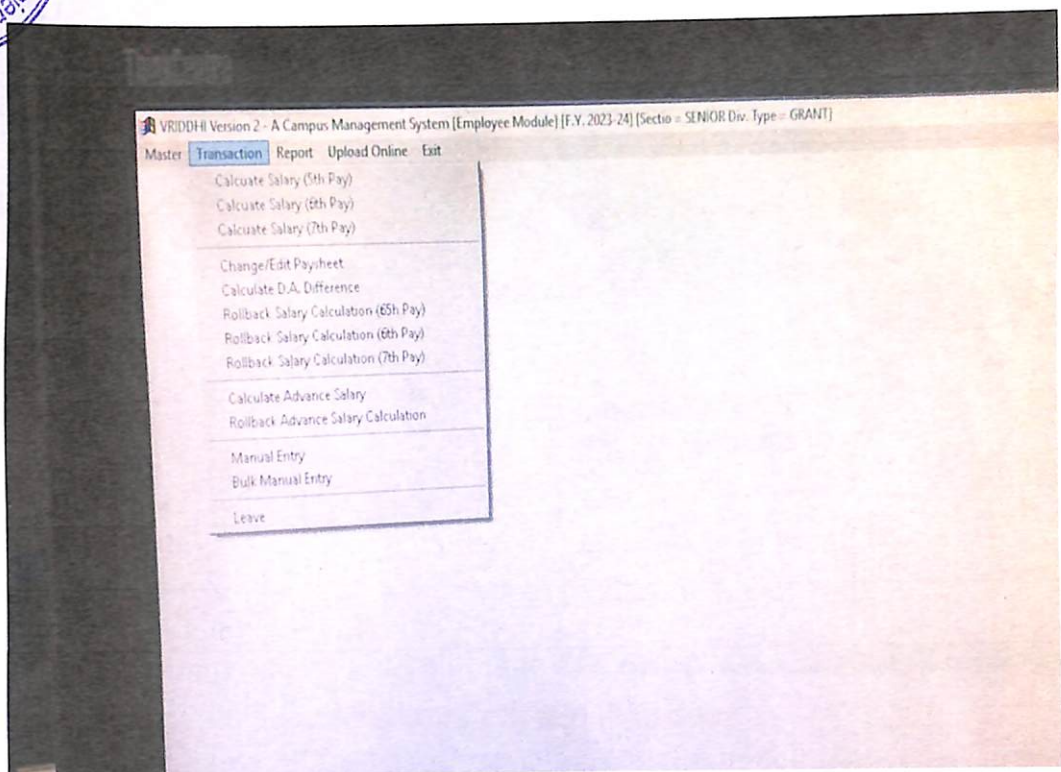 VRIDDHI Version 2 - A Campus Management System [Employee Module] [F.Y. 2023-24] [Sectio = SENIOR Div. Type = GRANT]
Master Transaction Report Upload Online Exit
Calcuate Salary (5th Pay)
Calcuate Salary (6th Pay)
Calcuate Salary (7th Pay)
Change/Edit Paysheet
Calculate D.A. Difference
Rollback Salary Calculation (65h Pay)
Rollback Salary Calculation (6th Pay)
Rollback Salary Calculation (7th Pay)
Calculate Advance Salary
Rollback Advance Salary Calculation
Manual Entry
Bulk Manual Entry
Leave